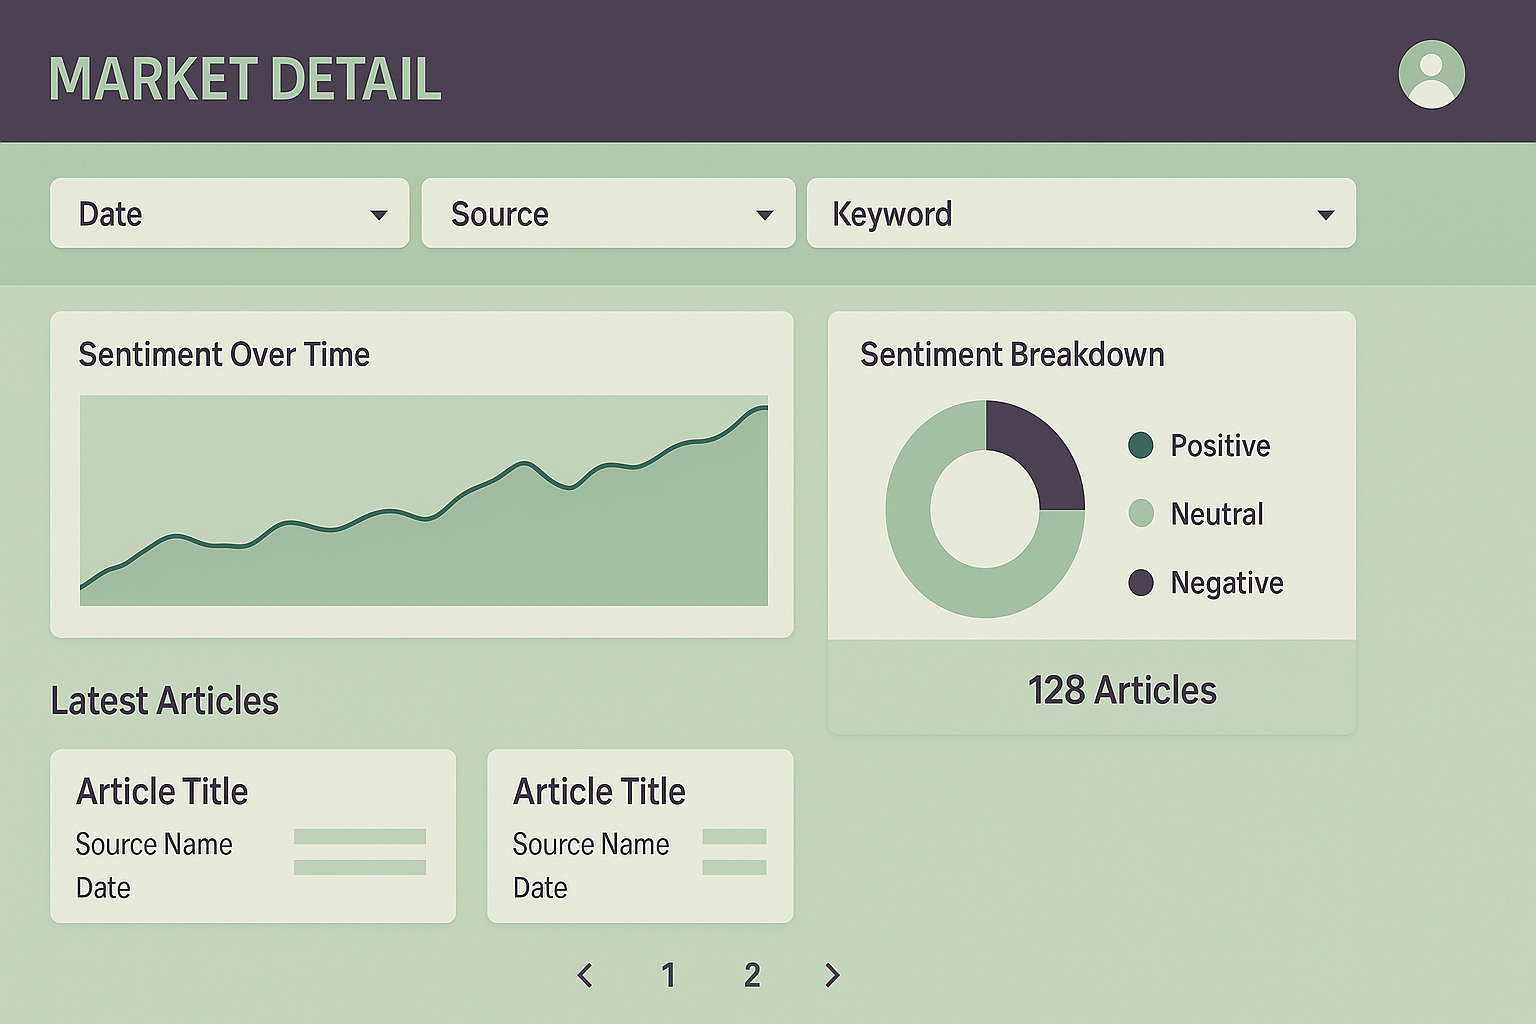 MARKET DETAIL
Date
Source
Keyword
Sentiment Over Time
Sentiment Breakdown
Positive
Neutral
Negative
128 Articles
Latest Articles
Article Title
Source Name
Date
Article Title
Source Name
Date
1
2